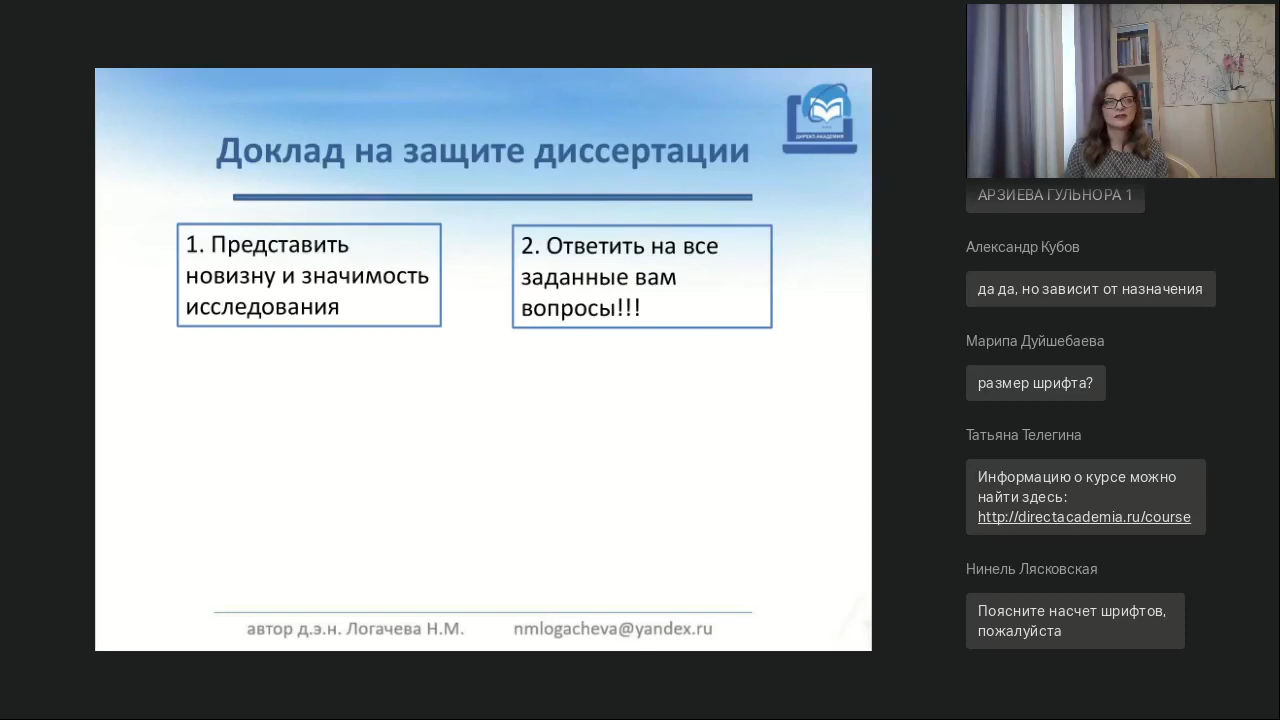 Доклад на защите диссертации
ДИРЕКТ-АКАДЕМИЯ
1. Представить
новизну и значимость
исследования
2. Ответить на все
заданные вам
вопросы!!!
автор д.э.н. Логачева Н.М.
nmlogacheva@yandex.ru
АРЗИЕВА ГУЛЬНОРА 1
Александр Кубов
да да, но зависит от назначения
Марипа Дуйшебаева
размер шрифта?
Татьяна Телегина
Информацию о курсе можно
найти здесь:
http://directacademia.ru/course
Нинель Лясковская
Поясните насчет шрифтов,
пожалуйста